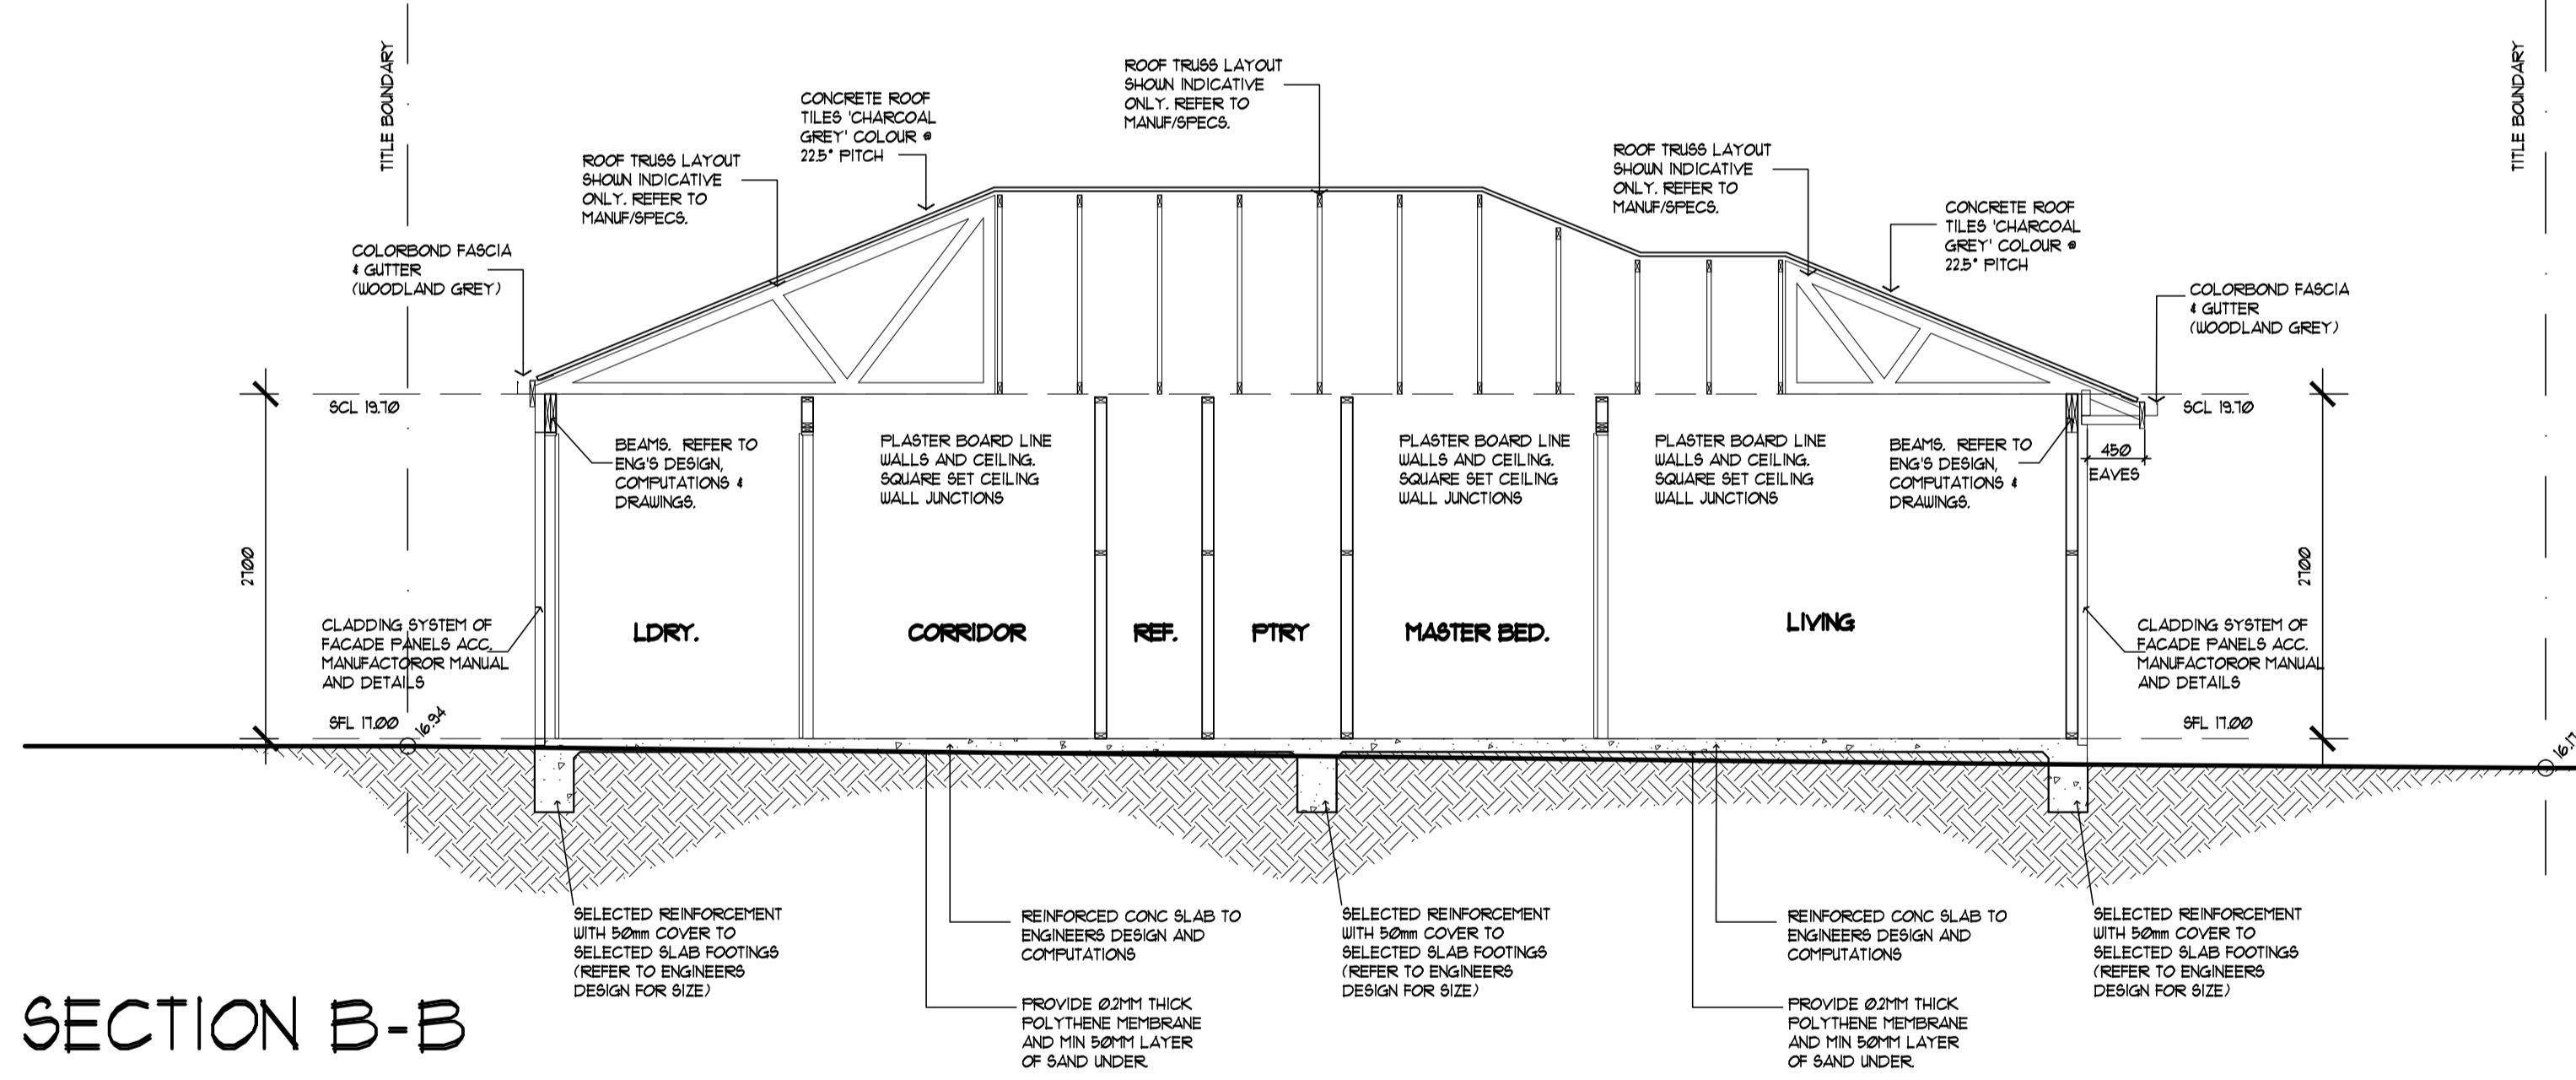 TITLE BOUNDARY
TITLE BOUNDARY
ROOF TRUSS LAYOUT
SHOWN INDICATIVE
ONLY. REFER TO
MANUF/SPECS.
CONCRETE ROOF
TILES 'CHARCOAL
GREY' COLOUR @
22.5° PITCH
ROOF TRUSS LAYOUT
SHOWN INDICATIVE
ONLY. REFER TO
MANUF/SPECS.
ROOF TRUSS LAYOUT
SHOWN INDICATIVE
ONLY. REFER TO
MANUF/SPECS.
CONCRETE ROOF
TILES 'CHARCOAL
GREY' COLOUR @
22.5° PITCH
COLORBOND FASCIA
& GUTTER
(WOODLAND GREY)
COLORBOND FASCIA
& GUTTER
(WOODLAND GREY)
SCL 19.70
SCL 19.70
BEAMS. REFER TO
ENG'S DESIGN,
COMPUTATIONS &
DRAWINGS.
PLASTER BOARD LINE
WALLS AND CEILING.
SQUARE SET CEILING
WALL JUNCTIONS
PLASTER BOARD LINE
WALLS AND CEILING.
SQUARE SET CEILING
WALL JUNCTIONS
PLASTER BOARD LINE
WALLS AND CEILING.
SQUARE SET CEILING
WALL JUNCTIONS
BEAMS. REFER TO
ENG'S DESIGN,
COMPUTATIONS &
DRAWINGS.
450
EAVES
2700
2700
CLADDING SYSTEM OF
FACADE PANELS ACC.
MANUFACTOROR MANUAL
AND DETAILS
LDRY.
CORRIDOR
REF.
PTRY
MASTER BED.
LIVING
CLADDING SYSTEM OF
FACADE PANELS ACC.
MANUFACTOROR MANUAL
AND DETAILS
SFL 17.00
16.94
SFL 17.00
SELECTED REINFORCEMENT
WITH 50mm COVER TO
SELECTED SLAB FOOTINGS
(REFER TO ENGINEERS
DESIGN FOR SIZE)
REINFORCED CONC SLAB TO
ENGINEERS DESIGN AND
COMPUTATIONS
SELECTED REINFORCEMENT
WITH 50mm COVER TO
SELECTED SLAB FOOTINGS
(REFER TO ENGINEERS
DESIGN FOR SIZE)
REINFORCED CONC SLAB TO
ENGINEERS DESIGN AND
COMPUTATIONS
SELECTED REINFORCEMENT
WITH 50mm COVER TO
SELECTED SLAB FOOTINGS
(REFER TO ENGINEERS
DESIGN FOR SIZE)
PROVIDE 0.2MM THICK
POLYTHENE MEMBRANE
AND MIN 50MM LAYER
OF SAND UNDER.
PROVIDE 0.2MM THICK
POLYTHENE MEMBRANE
AND MIN 50MM LAYER
OF SAND UNDER.
SECTION B-B